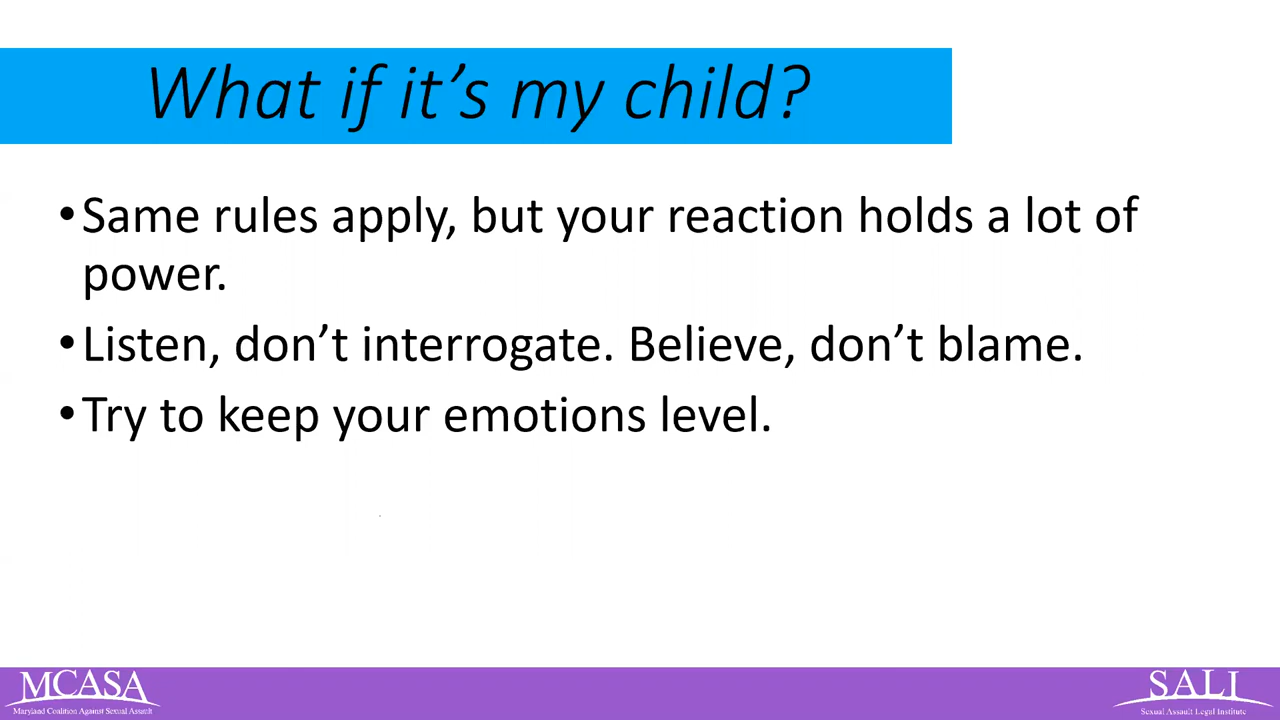 What if it’s my child?
•Same rules apply, but your reaction holds a lot of
power.
•Listen, don’t interrogate. Believe, don’t blame.
•Try to keep your emotions level.
MCASA
Maryland Coalition Against Sexual Assault
SALI
Sexual Assault Legal Institute